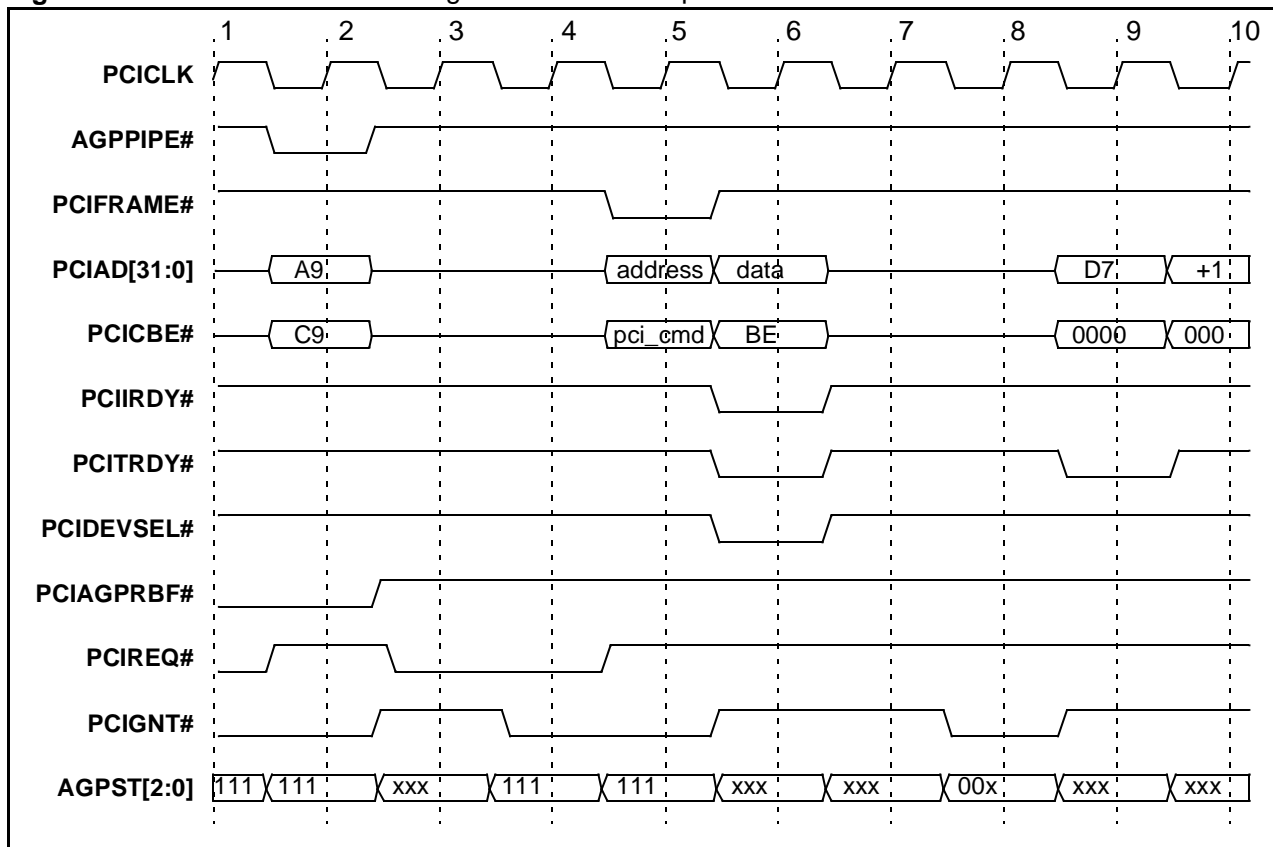 1 2 3 4 5 6 7 8 9 10
PCICLK
AGPPIPE#
PCIFRAME#
PCIAD[31:0] A9 address data D7 +1
PCICBE# C9 pci_cmd BE 0000 000
PCIIRDY#
PCITRDY#
PCIDEVSEL#
PCIAGPRBF#
PCIREQ#
PCIGNT#
AGPST[2:0] 111 111 xxx 111 111 xxx xxx 00x xxx xxx